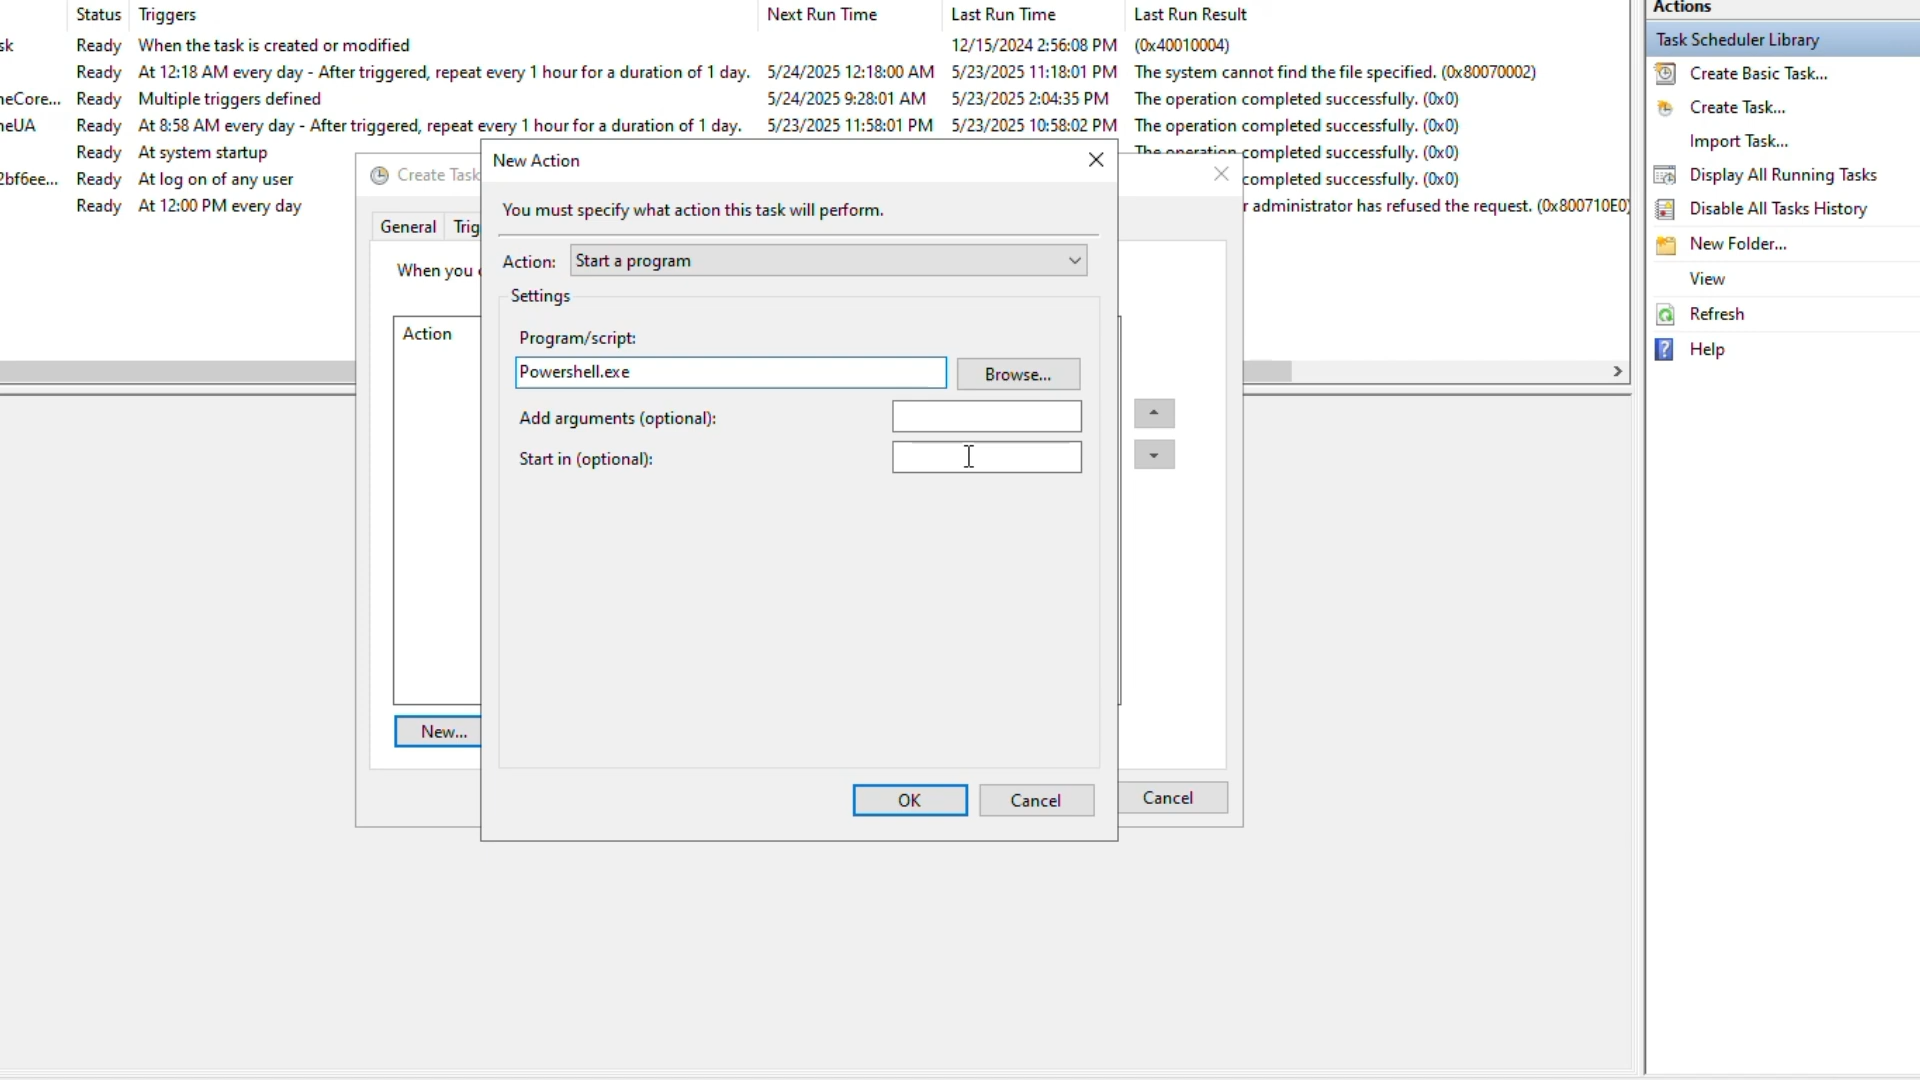 Status Triggers Next Run Time Last Run Time Last Run Result
sk Ready When the task is created or modified 12/15/2024 2:56:08 PM (0x40010004)
Ready At 12:18 AM every day - After triggered, repeat every 1 hour for a duration of 1 day. 5/24/2025 12:18:00 AM 5/23/2025 11:18:01 PM The system cannot find the file specified. (0x80070002)
neCore... Ready Multiple triggers defined 5/24/2025 9:28:01 AM 5/23/2025 2:04:35 PM The operation completed successfully. (0x0)
neUA Ready At 8:58 AM every day - After triggered, repeat every 1 hour for a duration of 1 day. 5/23/2025 11:58:01 PM 5/23/2025 10:58:02 PM The operation completed successfully. (0x0)
Ready At system startup The operation completed successfully. (0x0)
2bf6ee... Ready At log on of any user completed successfully. (0x0)
Ready At 12:00 PM every day r administrator has refused the request. (0x800710E0)
Create Task
General Trig
When you
Action
New...
Cancel
New Action
You must specify what action this task will perform.
Action: Start a program
Settings
Program/script:
Powershell.exe Browse...
Add arguments (optional):
Start in (optional):
OK Cancel
Actions
Task Scheduler Library
Create Basic Task...
Create Task...
Import Task...
Display All Running Tasks
Disable All Tasks History
New Folder...
View
Refresh
Help